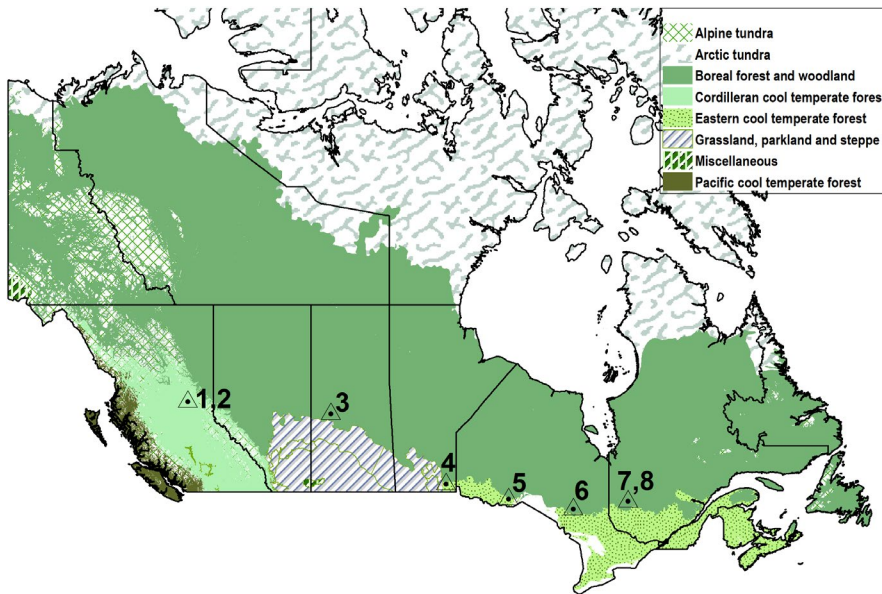 Alpine tundra
Arctic tundra
Boreal forest and woodland
Cordilleran cool temperate fores
Eastern cool temperate forest
Grassland, parkland and steppe
Miscellaneous
Pacific cool temperate forest
1,2
3
4
5
6
7,8